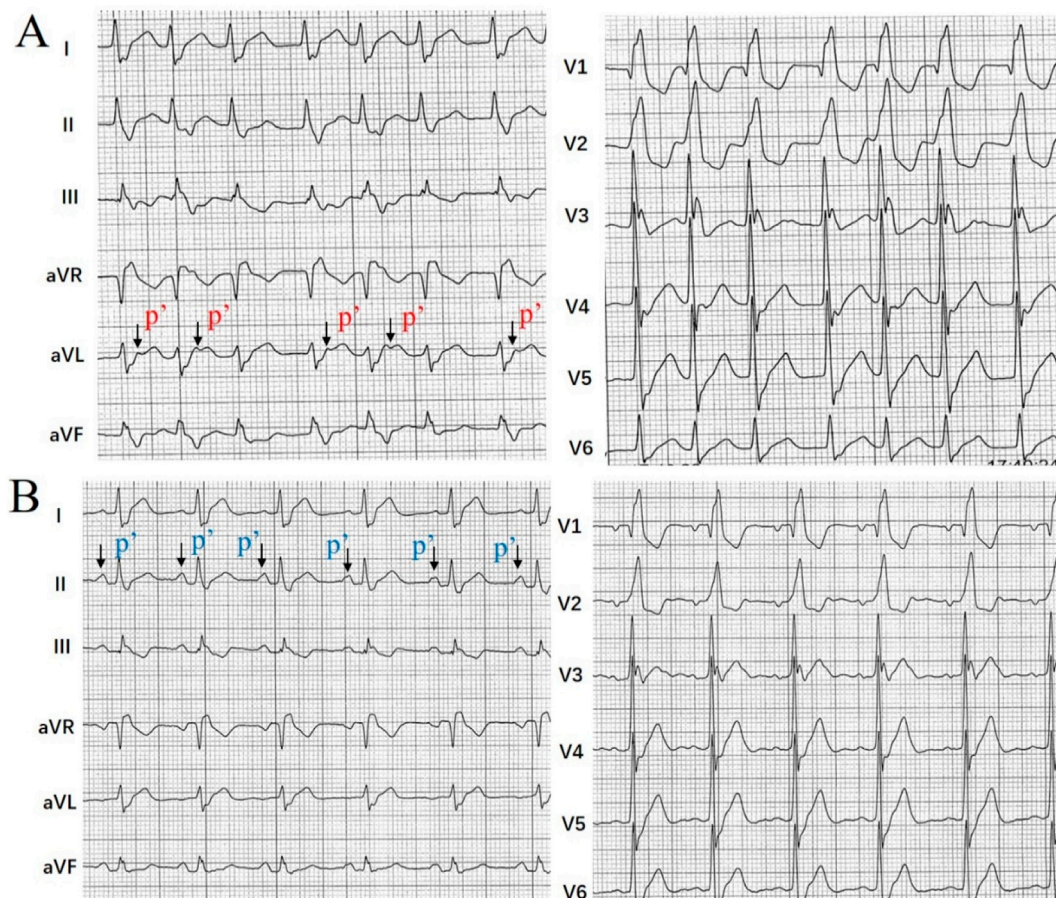 A
I
II
III
aVR
p’ p’ p’ p’ p’
aVL
aVF
V1
V2
V3
V4
V5
V6
B
I
p’ p’ p’ p’ p’ p’
II
III
aVR
aVL
aVF
V1
V2
V3
V4
V5
V6